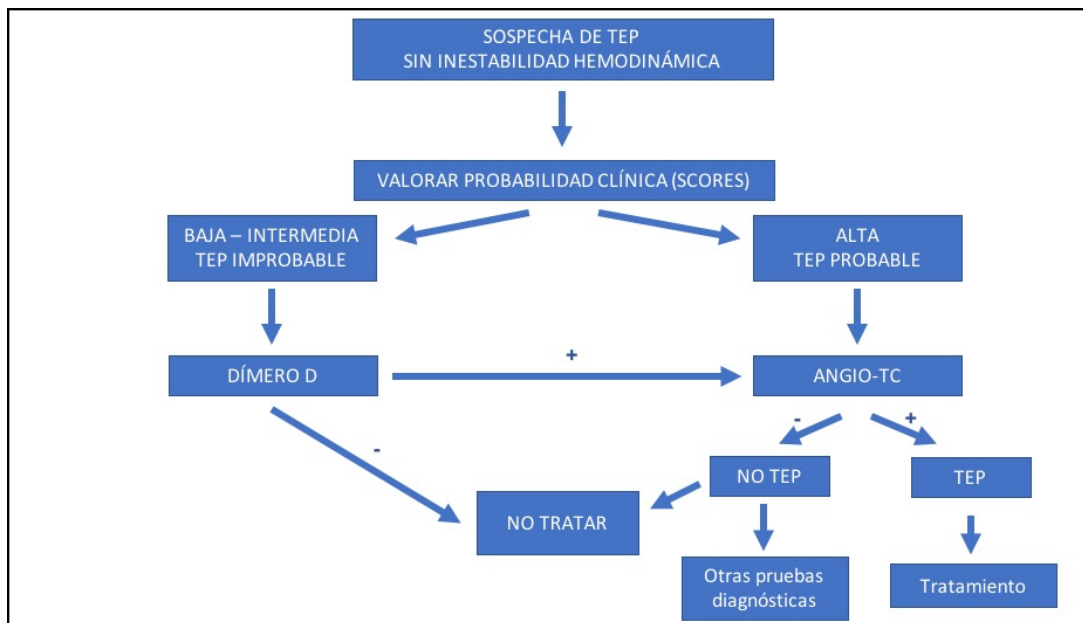 SOSPECHA DE TEP
SIN INESTABILIDAD HEMODINÁMICA
VALORAR PROBABILIDAD CLÍNICA (SCORES)
BAJA – INTERMEDIA
TEP IMPROBABLE
ALTA
TEP PROBABLE
DÍMERO D
+
ANGIO-TC
-
-
+
NO TEP
TEP
NO TRATAR
Otras pruebas
diagnósticas
Tratamiento